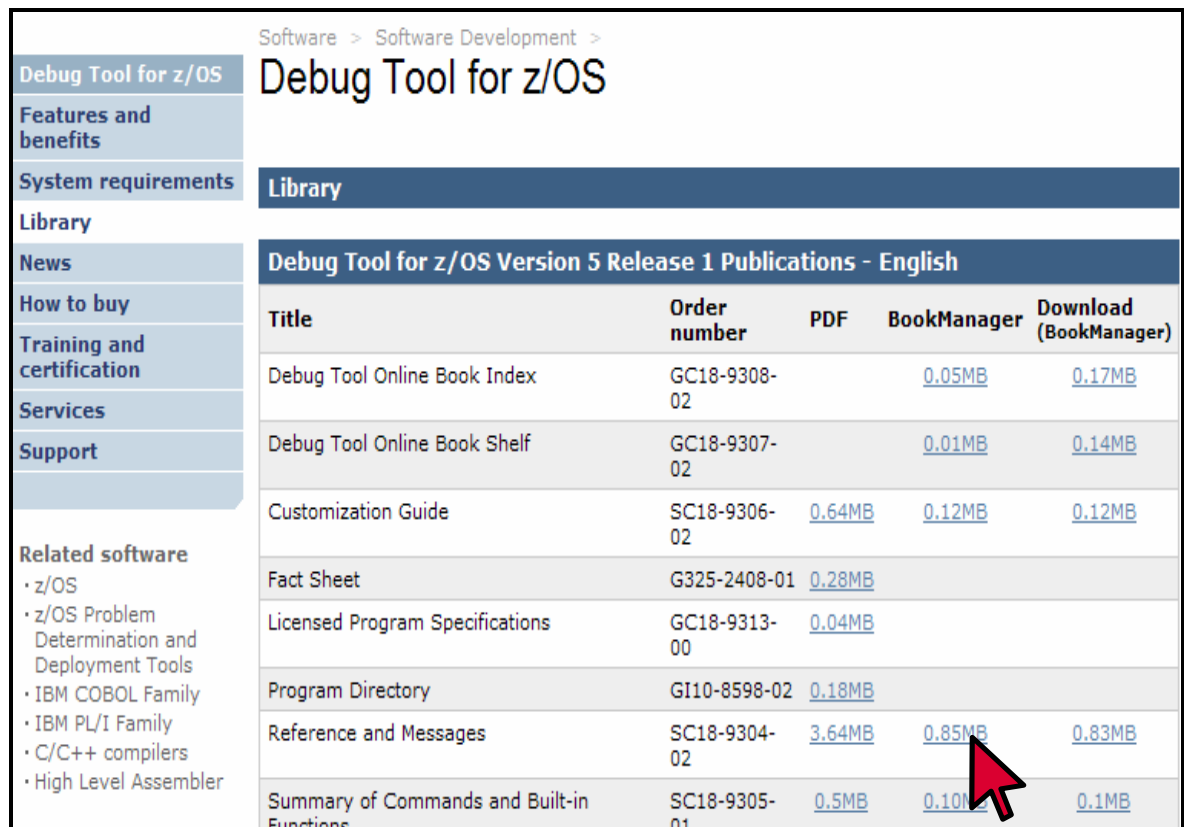 Software > Software Development >
Debug Tool for z/OS
Debug Tool for z/OS
Features and
benefits
System requirements
Library
News
How to buy
Training and
certification
Services
Support
Related software
· z/OS
· z/OS Problem
Determination and
Deployment Tools
· IBM COBOL Family
· IBM PL/I Family
· C/C++ compilers
· High Level Assembler
Library
Debug Tool for z/OS Version 5 Release 1 Publications - English
Title Order number PDF BookManager Download (BookManager)
Debug Tool Online Book Index GC18-9308-02 0.05MB 0.17MB
Debug Tool Online Book Shelf GC18-9307-02 0.01MB 0.14MB
Customization Guide SC18-9306-02 0.64MB 0.12MB 0.12MB
Fact Sheet G325-2408-01 0.28MB
Licensed Program Specifications GC18-9313-00 0.04MB
Program Directory GI10-8598-02 0.18MB
Reference and Messages SC18-9304-02 3.64MB 0.85MB 0.83MB
Summary of Commands and Built-in Functions SC18-9305-01 0.5MB 0.10MB 0.1MB